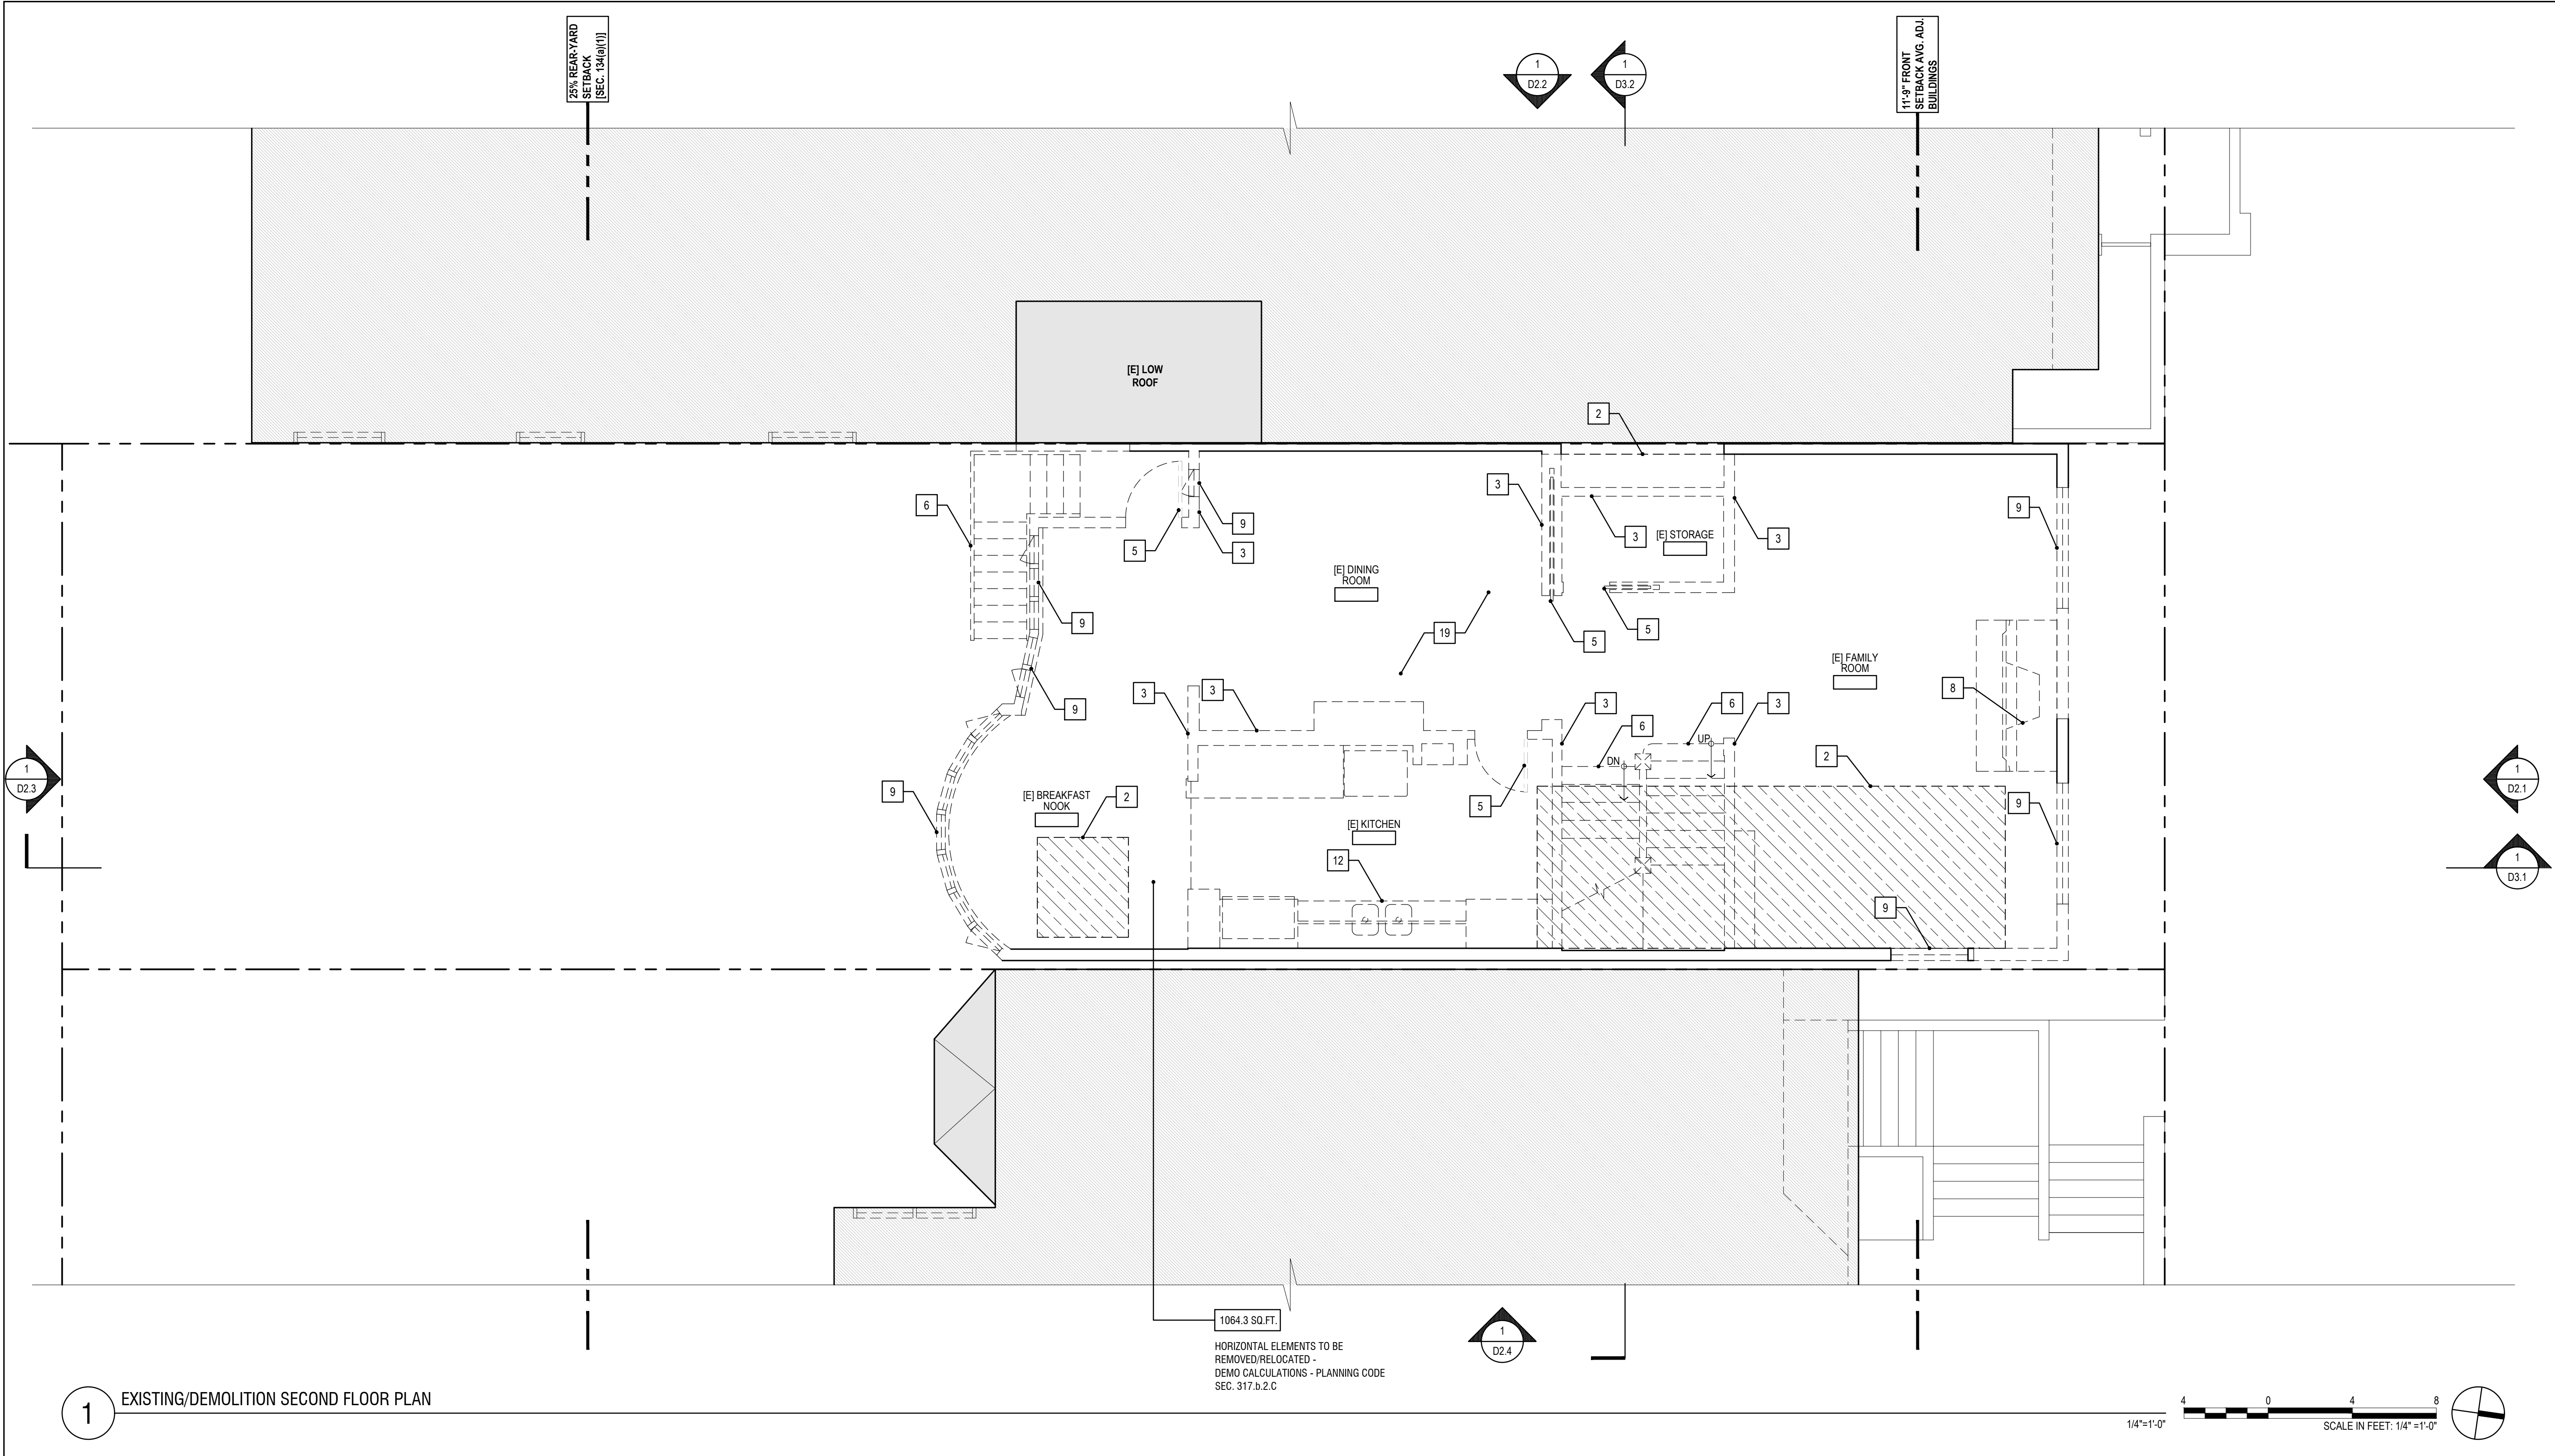 25% REAR-YARD
SETBACK
[SEC. 134(a)(1)]
1
D2.2
1
D3.2
11'-9" FRONT
SETBACK AVG. ADJ.
BUILDINGS
[E] LOW
ROOF
2
3
6
9
9
5
3
3
[E] STORAGE
3
[E] DINING
ROOM
9
19
5
5
[E] FAMILY
ROOM
8
3
3
9
3
6
6
3
UP
DN
2
1
D2.3
1
D2.1
9
[E] BREAKFAST
NOOK
2
5
9
[E] KITCHEN
12
1
D3.1
9
1064.3 SQ.FT.
HORIZONTAL ELEMENTS TO BE
REMOVED/RELOCATED -
DEMO CALCULATIONS - PLANNING CODE
SEC. 317.b.2.C
1
D2.4
1
EXISTING/DEMOLITION SECOND FLOOR PLAN
1/4"=1'-0"
4 0 4 8
SCALE IN FEET: 1/4" =1'-0"